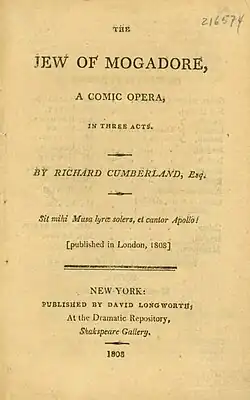 216574
THE
JEW OF MOGADORE,
A COMIC OPERA,
IN THREE ACTS.
BY RICHARD CUMBERLAND, Esq.
Sit mihi Musa lyræ solers, et cantor Apollo!
[published in London, 1808]
NEW-YORK:
PUBLISHED BY DAVID LONGWORTH,
At the Dramatic Repository,
Shakspeare Gallery.
1808